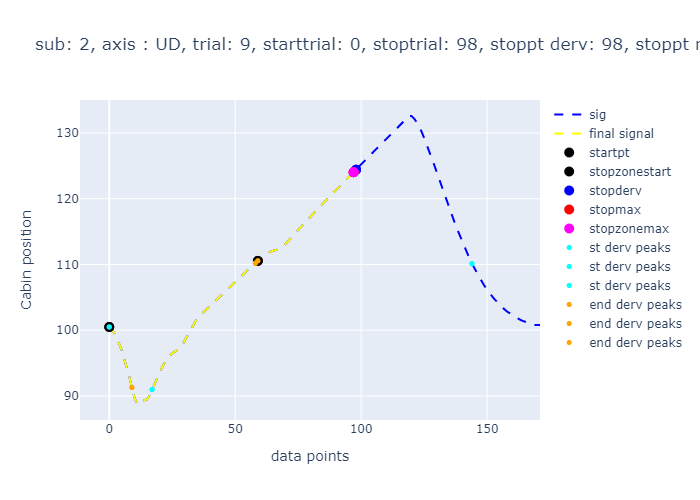 sub: 2, axis : UD, trial: 9, starttrial: 0, stoptrial: 98, stoppt derv: 98, stoppt
130
120
110
100
90
Cabin position
0
50
100
150
data points
sig
final signal
startpt
stopzonestart
stopderv
stopmax
stopzonemax
st derv peaks
st derv peaks
st derv peaks
end derv peaks
end derv peaks
end derv peaks